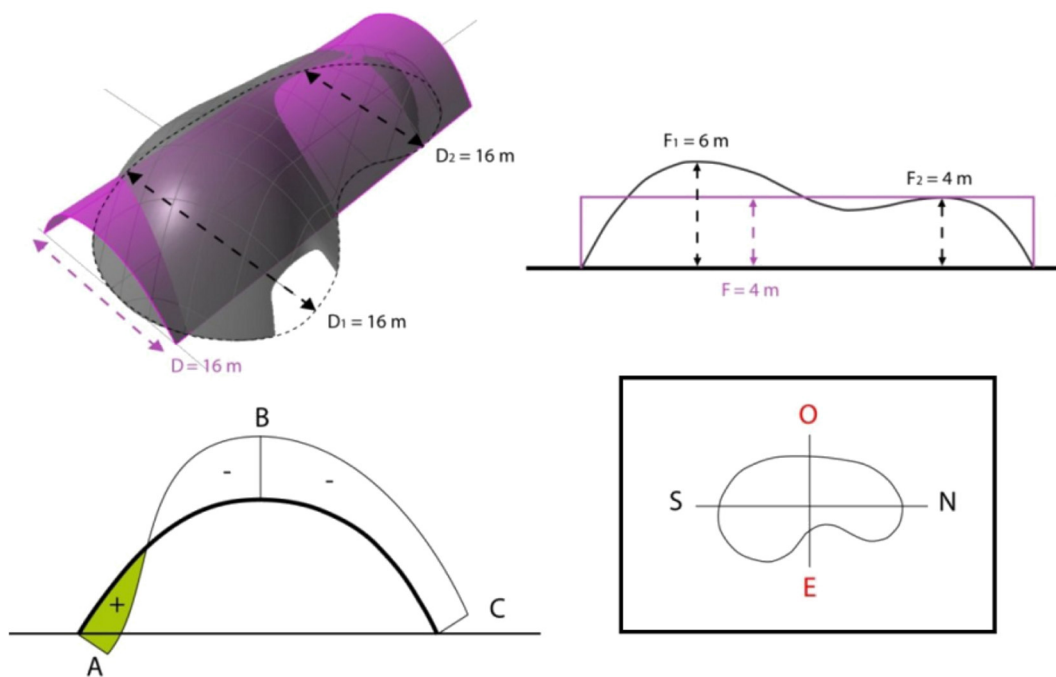 D₂ = 16 m
D₁ = 16 m
D = 16 m
F₁ = 6 m
F₂ = 4 m
F = 4 m
B
-
-
+
A
C
O
S
N
E